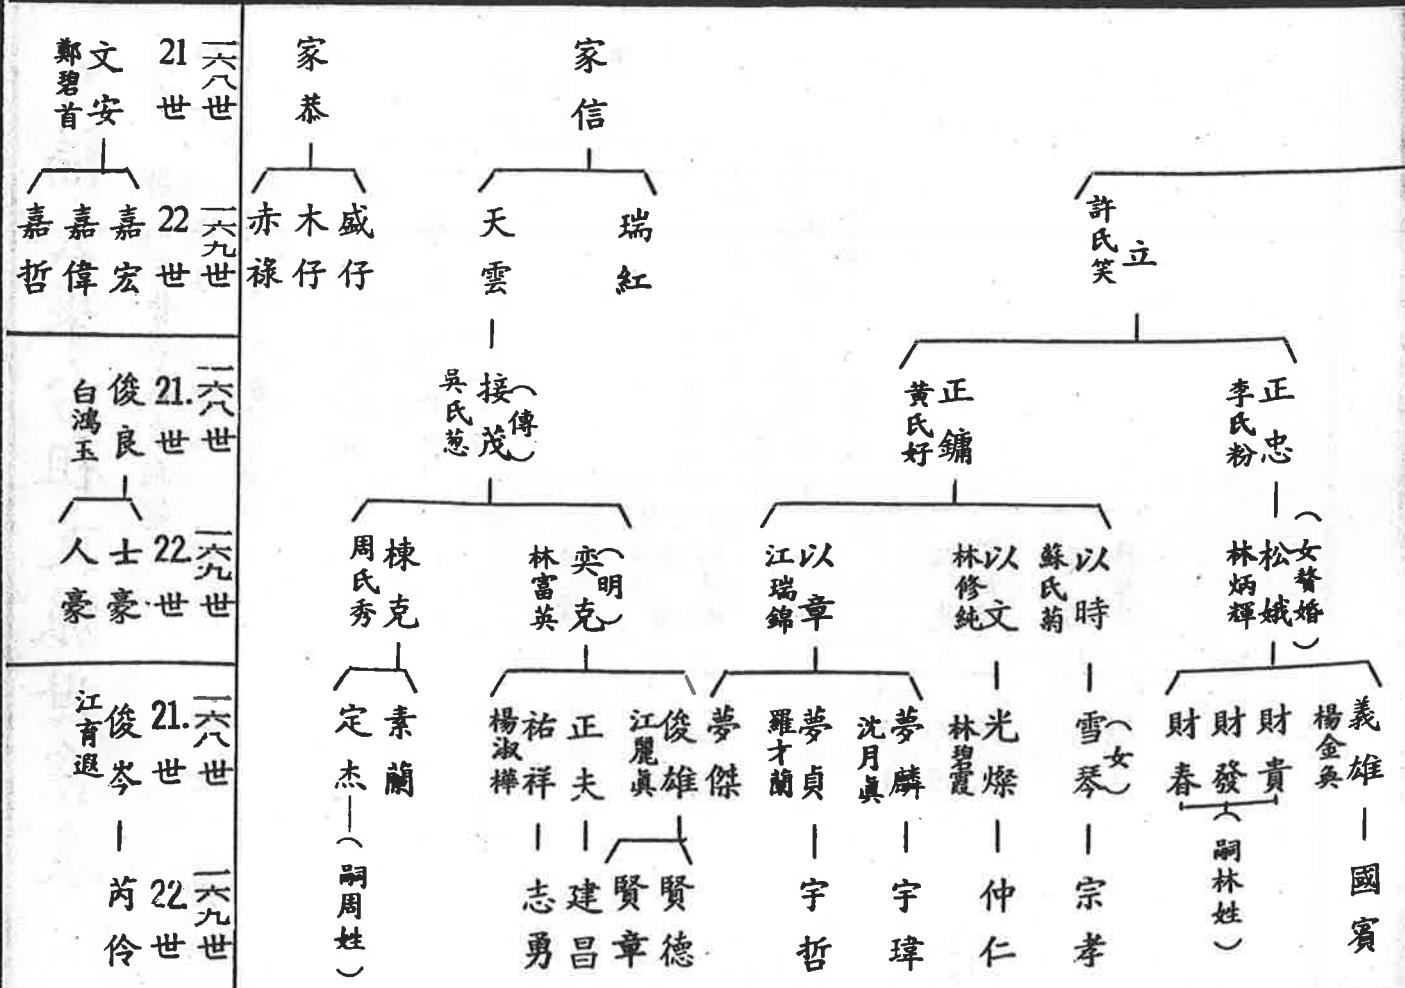 家信
瑞紅
天雲
接茂
(傳)
吳氏葱
奕克
(明)
林富英
俊雄
江麗眞
賢德
賢章
正夫
建昌
祐祥
楊淑樺
志勇
棟克
周氏秀
素蘭
定杰
(嗣周姓)
家恭
盛仔
木仔
赤祿
立
許氏笑
正忠
李氏粉
松娥
(女贅婚)
林炳輝
義雄
國賓
財貴
財發
財春
(嗣林姓)
正鏞
黃氏好
以時
蘇氏菊
雪琴
(女)
宗孝
以文
林修純
光燦
林碧霞
仲仁
以章
江瑞錦
夢麟
沈月眞
宇瑋
夢貞
羅才蘭
宇哲
夢傑
一六八世
21世
文安
鄭碧首
一六九世
22世
嘉宏
嘉偉
嘉哲
一六八世
21.世
俊良
白鴻玉
一六九世
22.世
士豪
人豪
一六八世
21.世
俊岑
江育遐
一六九世
22.世
芮伶